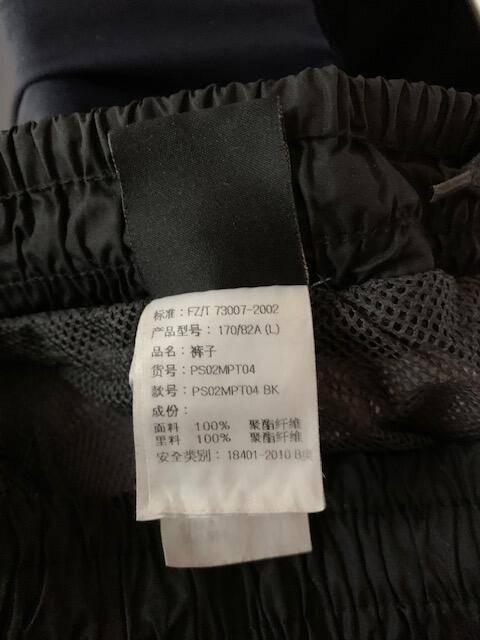 标准: FZ/T 73007-2002
产品型号: 170/82A (L)
品名: 裤子
货号: PS02MPT04
款号: PS02MPT04 BK
成份:
面料 100% 聚酯纤维
里料 100% 聚酯纤维
安全类别: 18401-2010 B类